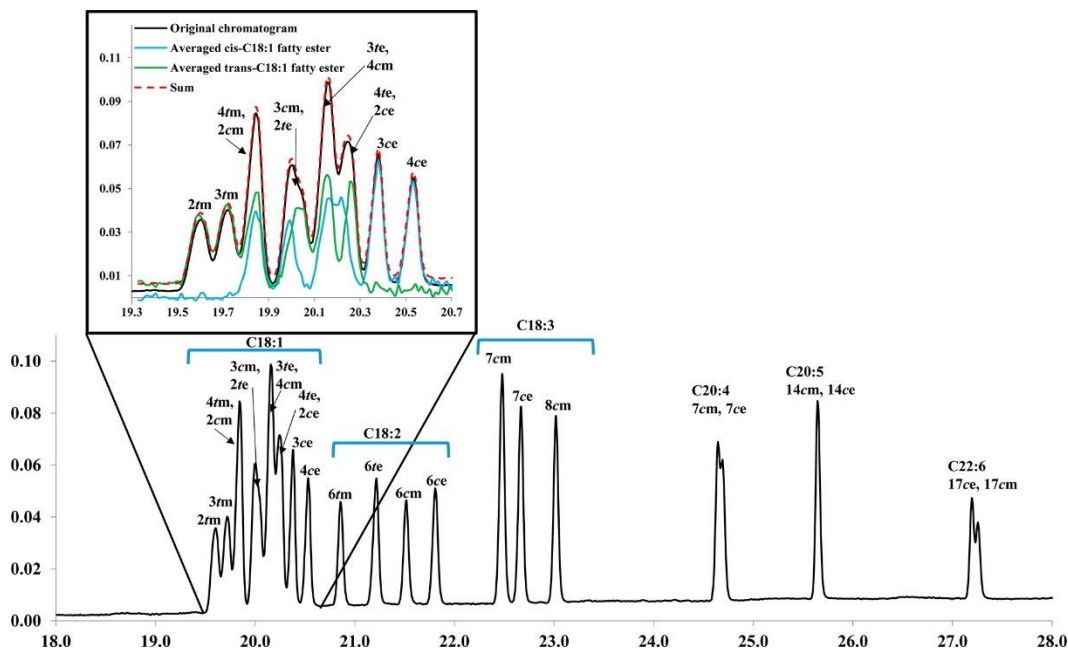 Original chromatogram
Averaged cis-C18:1 fatty ester
Averaged trans-C18:1 fatty ester
Sum
0.11
0.09
0.07
0.05
0.03
0.01
2tm
3tm
4tm,
2cm
3cm,
2te
3te,
4cm
4te,
2ce
3ce
4ce
19.3 19.5 19.7 19.9 20.1 20.3 20.5 20.7
0.10
0.08
0.06
0.04
0.02
0.00
C18:1
2tm
3tm
4tm,
2cm
3cm,
2te
3te,
4cm
4te,
2ce
3ce
4ce
C18:2
6tm
6te
6cm
6ce
C18:3
7cm
7ce
8cm
C20:4
7cm, 7ce
C20:5
14cm, 14ce
C22:6
17ce, 17cm
18.0 19.0 20.0 21.0 22.0 23.0 24.0 25.0 26.0 27.0 28.0